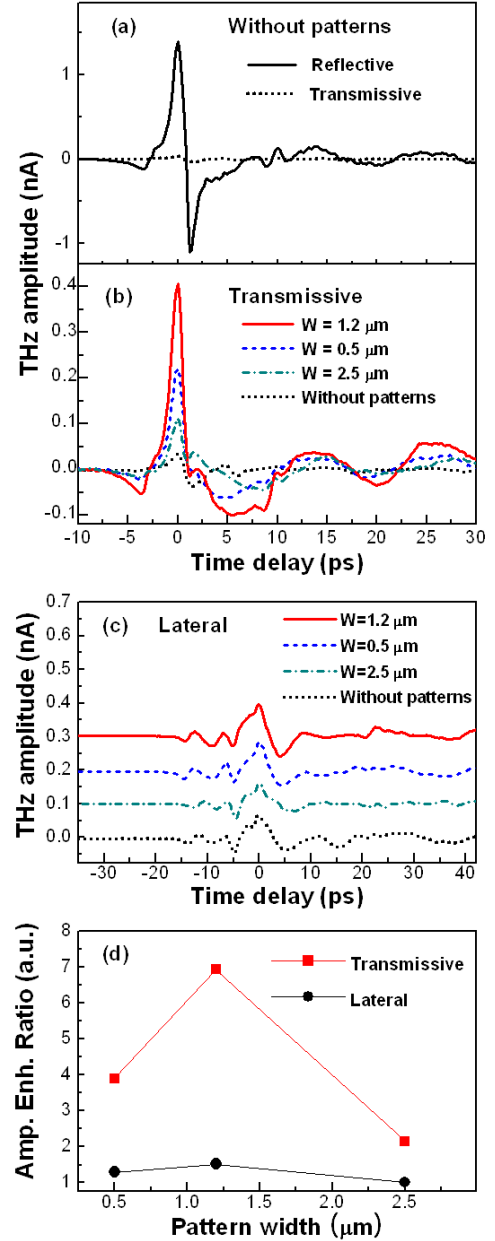 (a) Without patterns
Reflective
Transmissive
1
0
-1
THz amplitude (nA)
(b) Transmissive
W = 1.2 μm
W = 0.5 μm
W = 2.5 μm
Without patterns
0.4
0.3
0.2
0.1
0.0
-0.1
-10 -5 0 5 10 15 20 25 30
Time delay (ps)
(c) Lateral
W=1.2 μm
W=0.5 μm
W=2.5 μm
Without patterns
0.7
0.6
0.5
0.4
0.3
0.2
0.1
0.0
THz amplitude (nA)
-30 -20 -10 0 10 20 30 40
Time delay (ps)
(d)
Transmissive
Lateral
8
7
6
5
4
3
2
1
Amp. Enh. Ratio (a.u.)
0.5 1.0 1.5 2.0 2.5
Pattern width (μm)